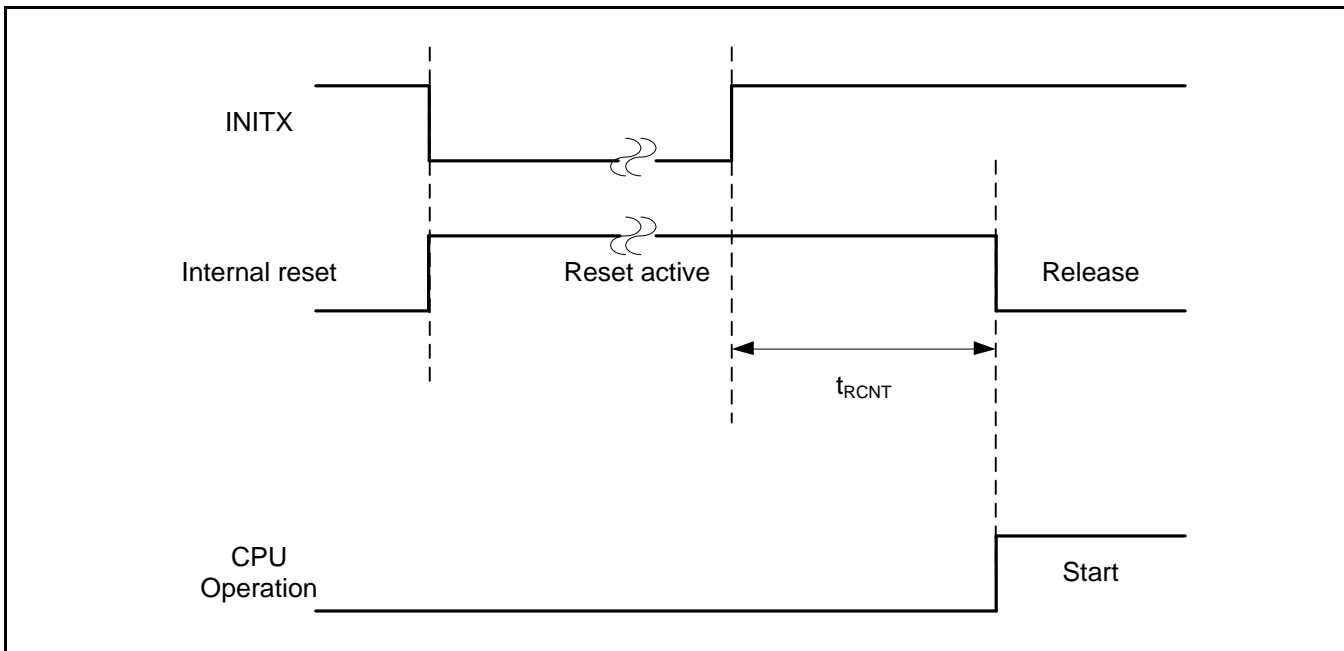 INITX
Internal reset
Reset active
Release
tRCNT
CPU
Operation
Start